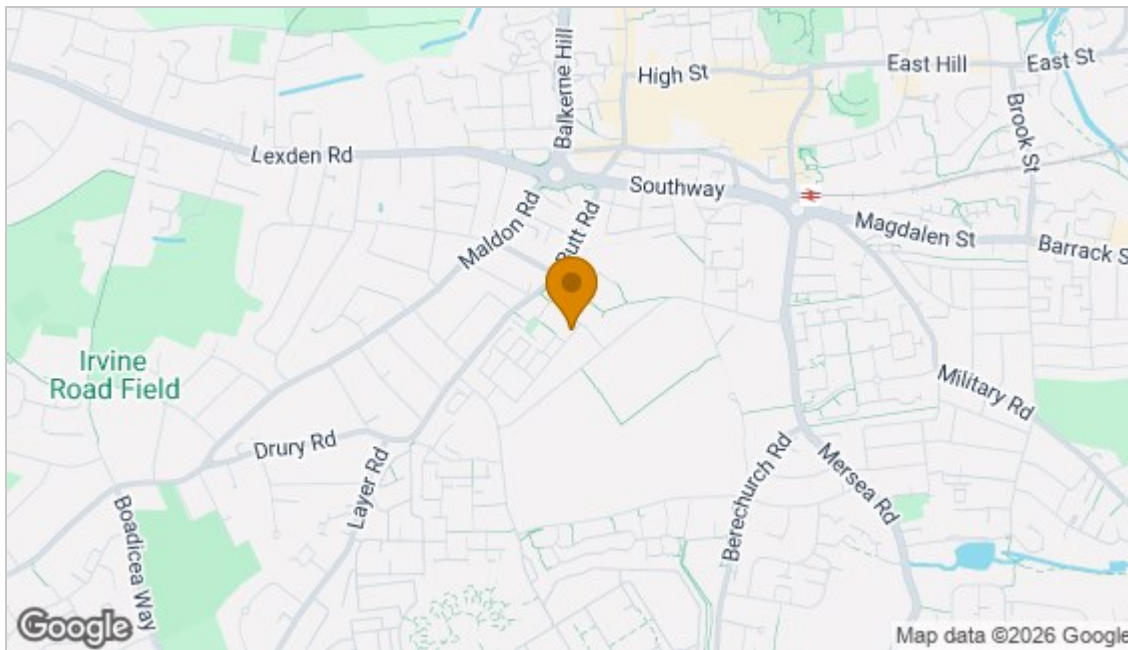 High St
East Hill
East St
Balkerne Hill
Brook St
Lexden Rd
Southway
Maldon Rd
Butt Rd
Magdalen St
Barrack S
Irvine
Road Field
Military Rd
Drury Rd
Layer Rd
Berechurch Rd
Mersea Rd
Boadicea Way
Google
Map data ©2026 Google